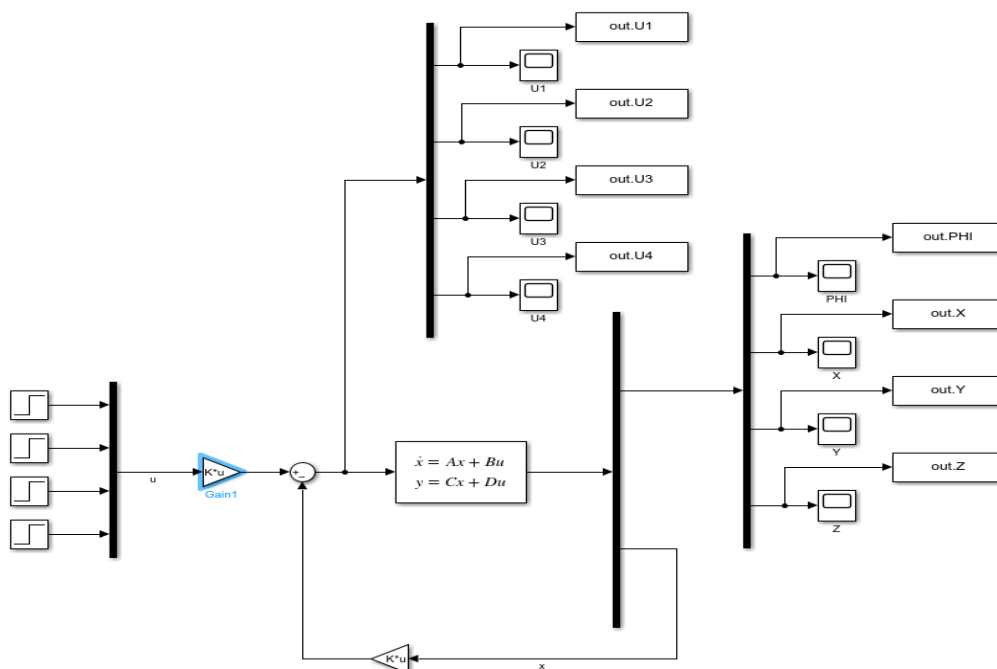 out.U1
U1
out.U2
U2
out.U3
U3
out.U4
U4
out.PHI
PHI
out.X
X
out.Y
Y
out.Z
Z
u
K*u
Gain1
+
−
ẋ = Ax + Bu
y = Cx + Du
K*u
x